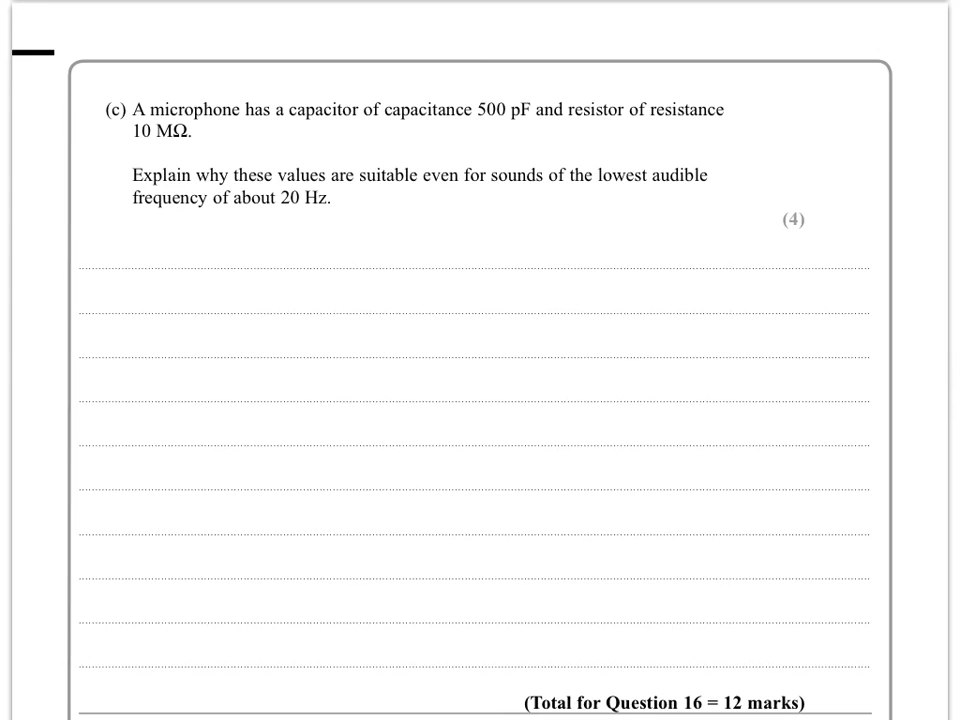 (c) A microphone has a capacitor of capacitance 500 pF and resistor of resistance
10 MΩ.
Explain why these values are suitable even for sounds of the lowest audible
frequency of about 20 Hz.
(4)
(Total for Question 16 = 12 marks)